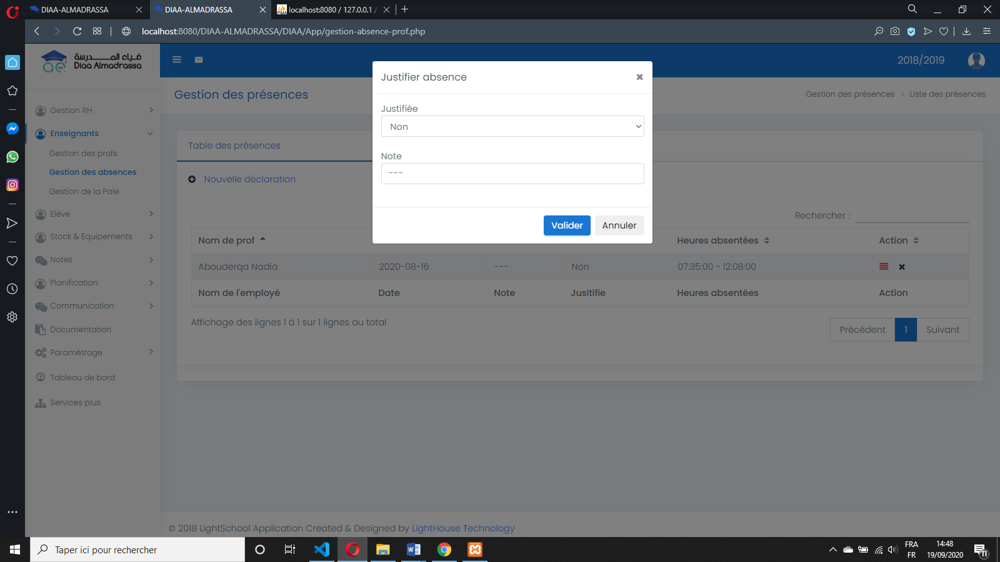 DIAA-ALMADRASSA
DIAA-ALMADRASSA
localhost:8080 / 127.0.0.1 /
localhost:8080/DIAA-ALMADRASSA/DIAA/App/gestion-absence-prof.php
ضياء المدرسة
Diaa Almadrassa
2018/2019
Gestion des présences
Gestion des présences > Liste des présences
Gestion RH
Enseignants
Gestion des profs
Gestion des absences
Gestion de la Paie
Elève
Stock & Equipements
Notes
Planification
Communication
Documentation
Paramétrage
Tableau de bord
Services plus
Justifier absence
Justifiée
Non
Note
---
Valider Annuler
Table des présences
Nouvelle déclaration
Rechercher :
Nom de prof Heures absentées Action
Abouderqa Nadia 2020-08-16 --- Non 07:35:00 - 12:08:00
Nom de l'employé Date Note Jusitifie Heures absentées Action
Affichage des lignes 1 à 1 sur 1 lignes au total
Précédent 1 Suivant
© 2018 LightSchool Application Created & Designed by LightHouse Technology
Taper ici pour rechercher
FRA
FR
14:48
19/09/2020
11